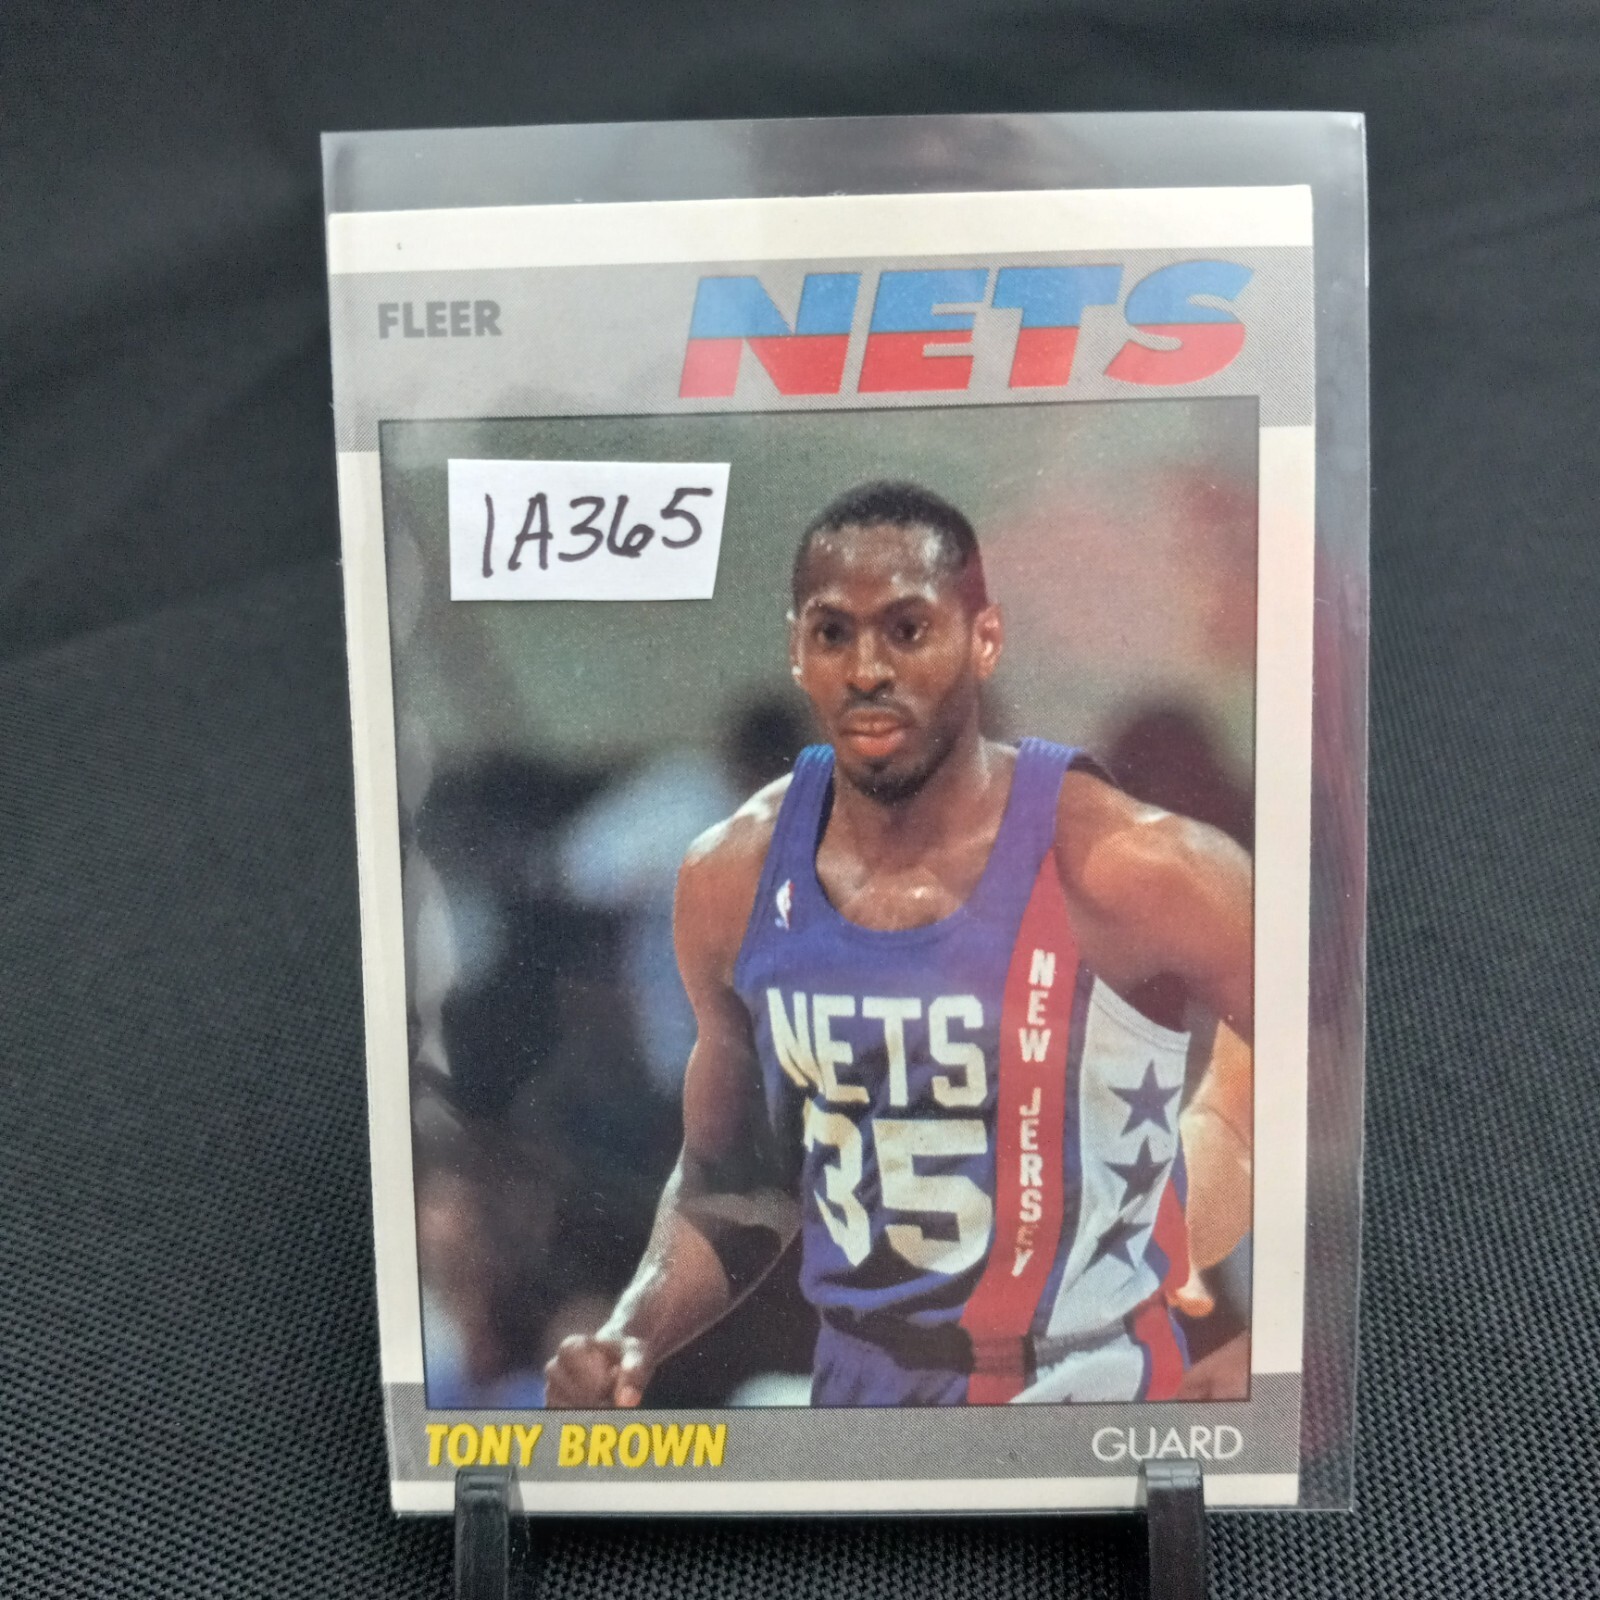 FLEER
NETS
1A365
NETS
35
NEW JERSEY
TONY BROWN
GUARD